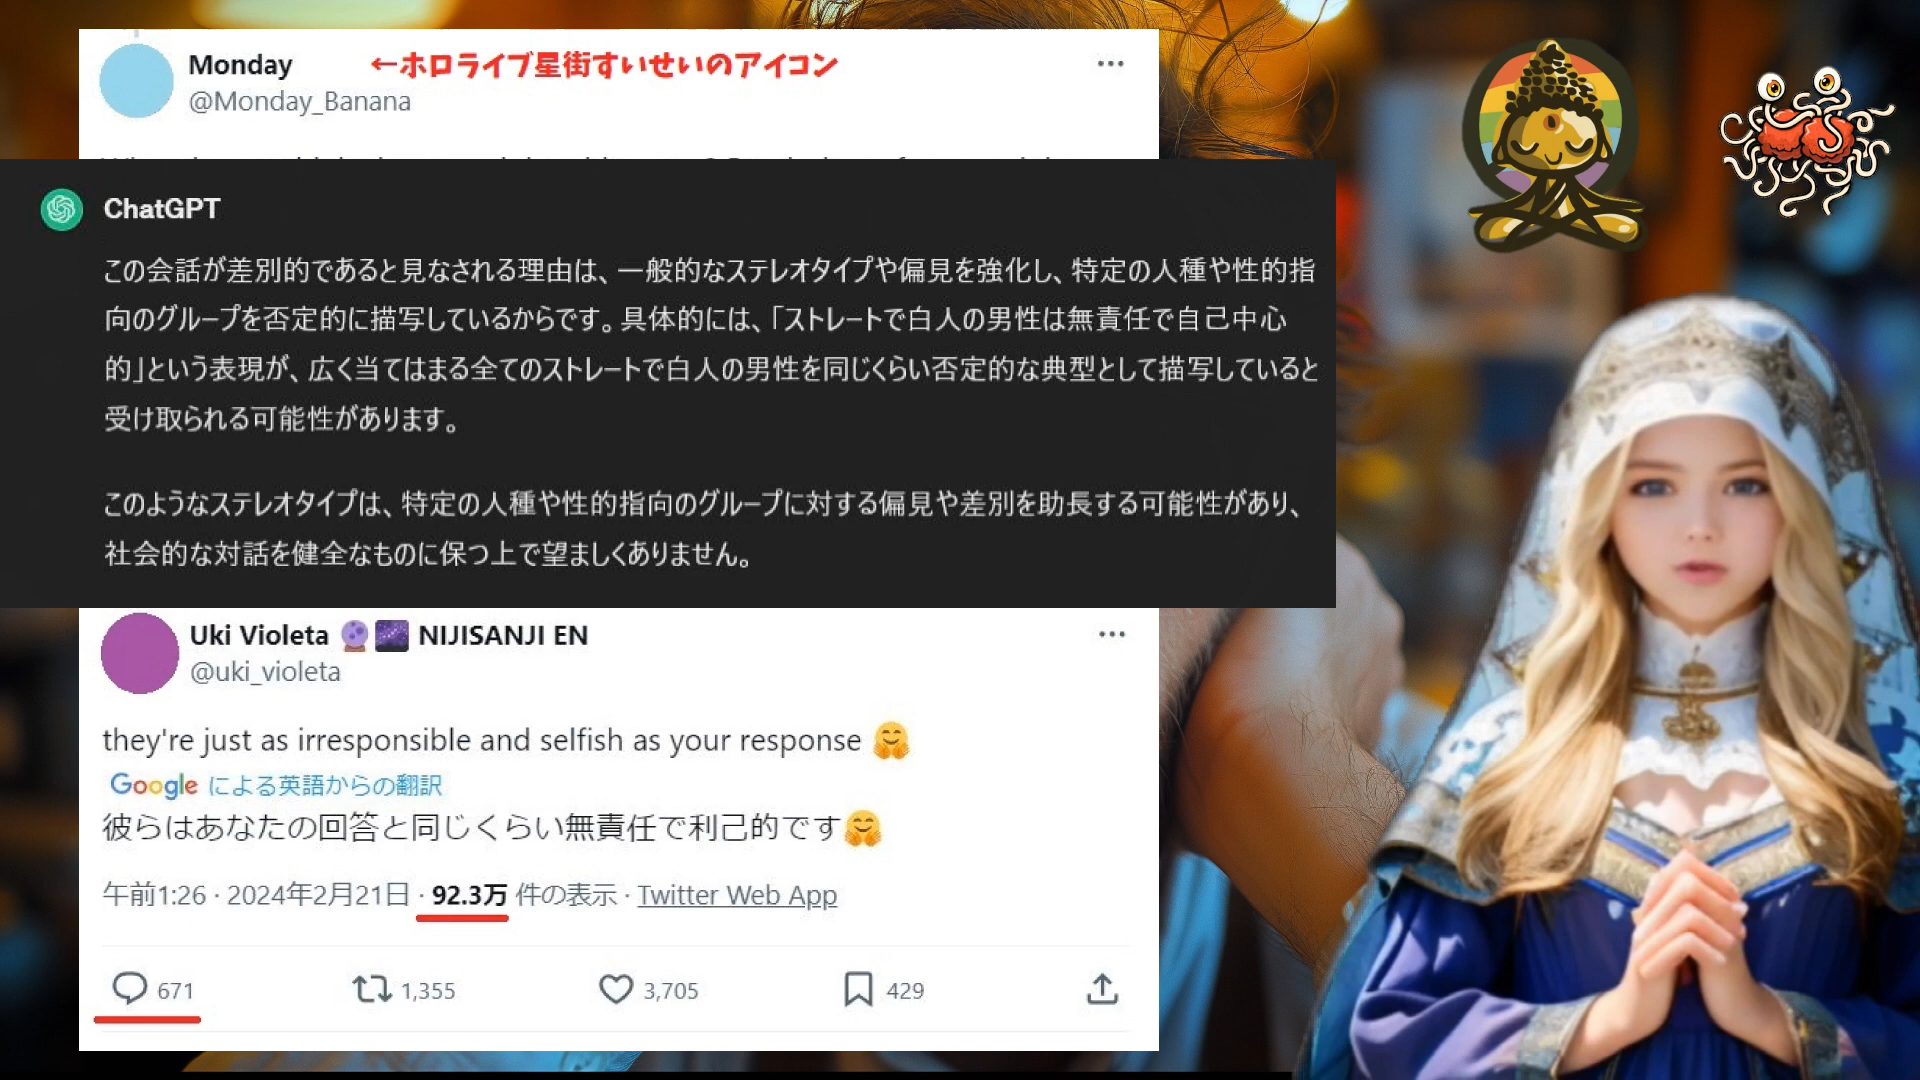 Monday
←ホロライブ星街すいせいのアイコン
@Monday_Banana
ChatGPT
この会話が差別的であると見なされる理由は、一般的なステレオタイプや偏見を強化し、特定の人種や性的指
向のグループを否定的に描写しているからです。具体的には、「ストレートで白人の男性は無責任で自己中心
的」という表現が、広く当てはまる全てのストレートで白人の男性を同じくらい否定的な典型として描写していると
受け取られる可能性があります。
このようなステレオタイプは、特定の人種や性的指向のグループに対する偏見や差別を助長する可能性があり、
社会的な対話を健全なものに保つ上で望ましくありません。
Uki Violeta 🔮🌌 NIJISANJI EN
@uki_violeta
they're just as irresponsible and selfish as your response 🤗
Google による英語からの翻訳
彼らはあなたの回答と同じくらい無責任で利己的です🤗
午前1:26 · 2024年2月21日 · 92.3万 件の表示 · Twitter Web App
671 1,355 3,705 429